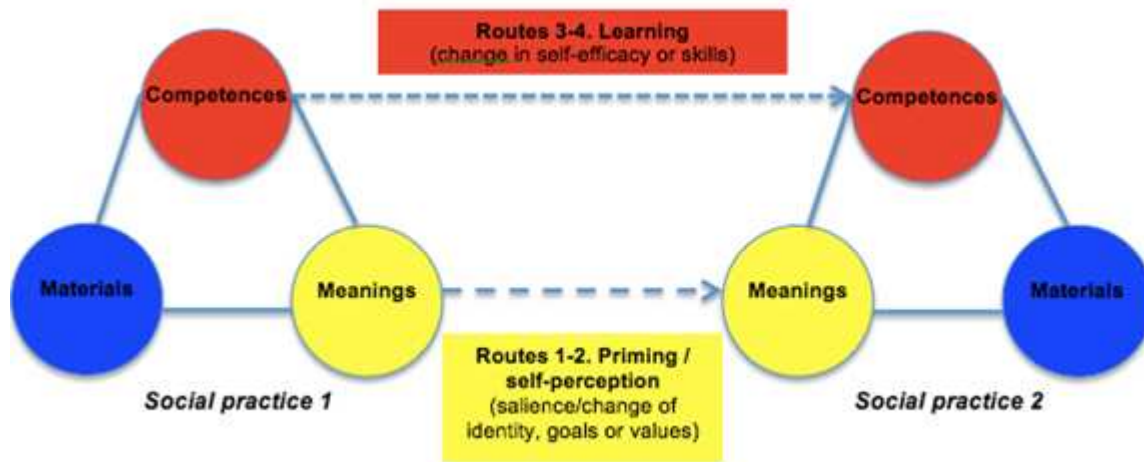 Routes 3-4. Learning
(change in self-efficacy or skills)
Competences
Competences
Materials
Meanings
Meanings
Materials
Routes 1-2. Priming /
self-perception
(salience/change of
identity, goals or values)
Social practice 1
Social practice 2